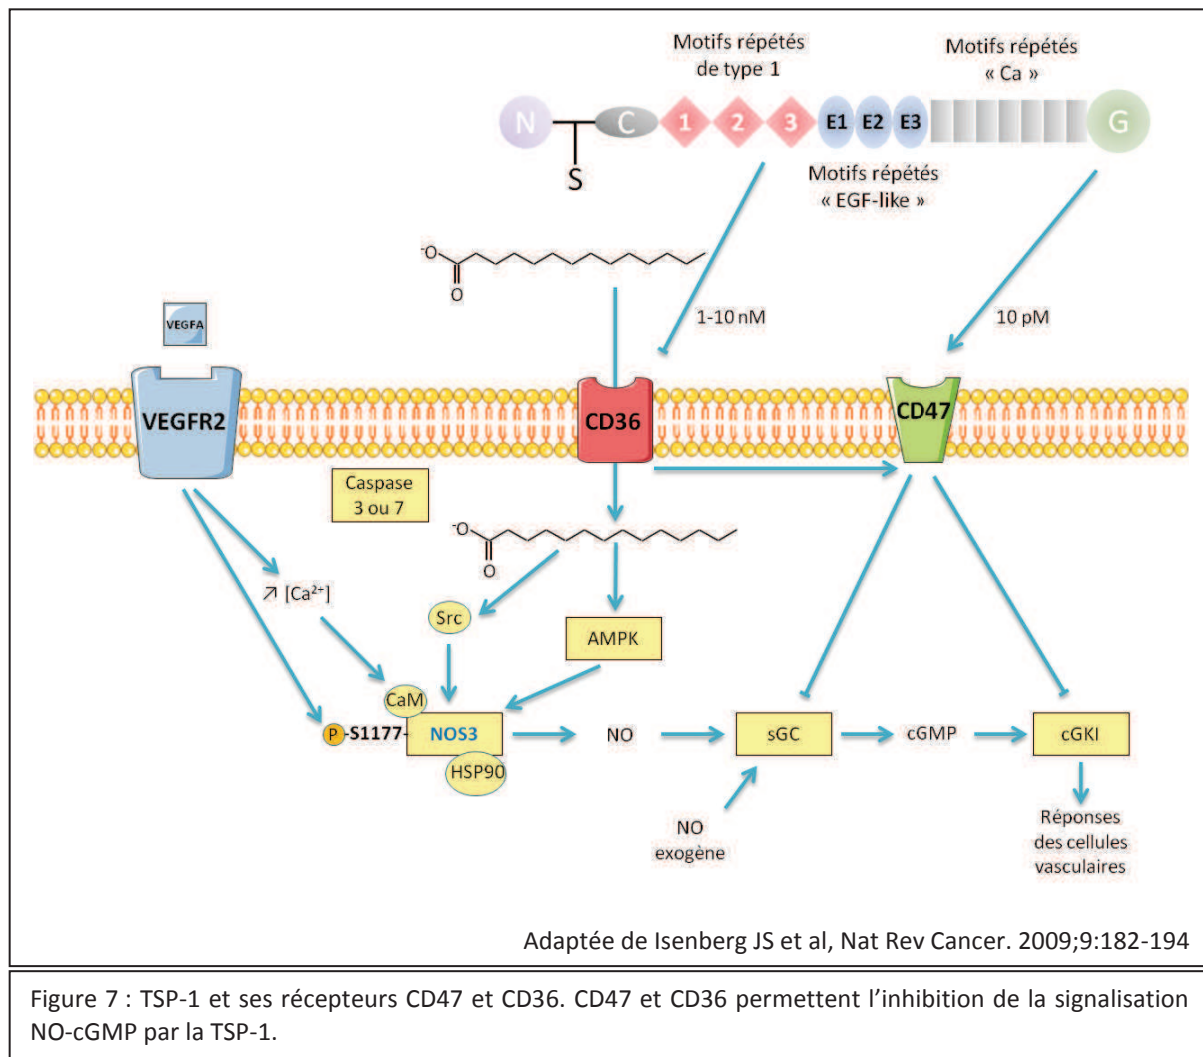 Motifs répétés
de type 1
Motifs répétés
« Ca »
N
C
1
2
3
E1
E2
E3
G
S
Motifs répétés
« EGF-like »
-O
O
1-10 nM
10 pM
VEGFA
VEGFR2
CD36
CD47
Caspase
3 ou 7
-O
O
↗ [Ca²⁺]
Src
AMPK
CaM
P
-S1177-
NOS3
HSP90
NO
sGC
cGMP
cGKI
NO
exogène
Réponses
des cellules
vasculaires
Adaptée de Isenberg JS et al, Nat Rev Cancer. 2009;9:182-194
Figure 7 : TSP-1 et ses récepteurs CD47 et CD36. CD47 et CD36 permettent l’inhibition de la signalisation
NO-cGMP par la TSP-1.